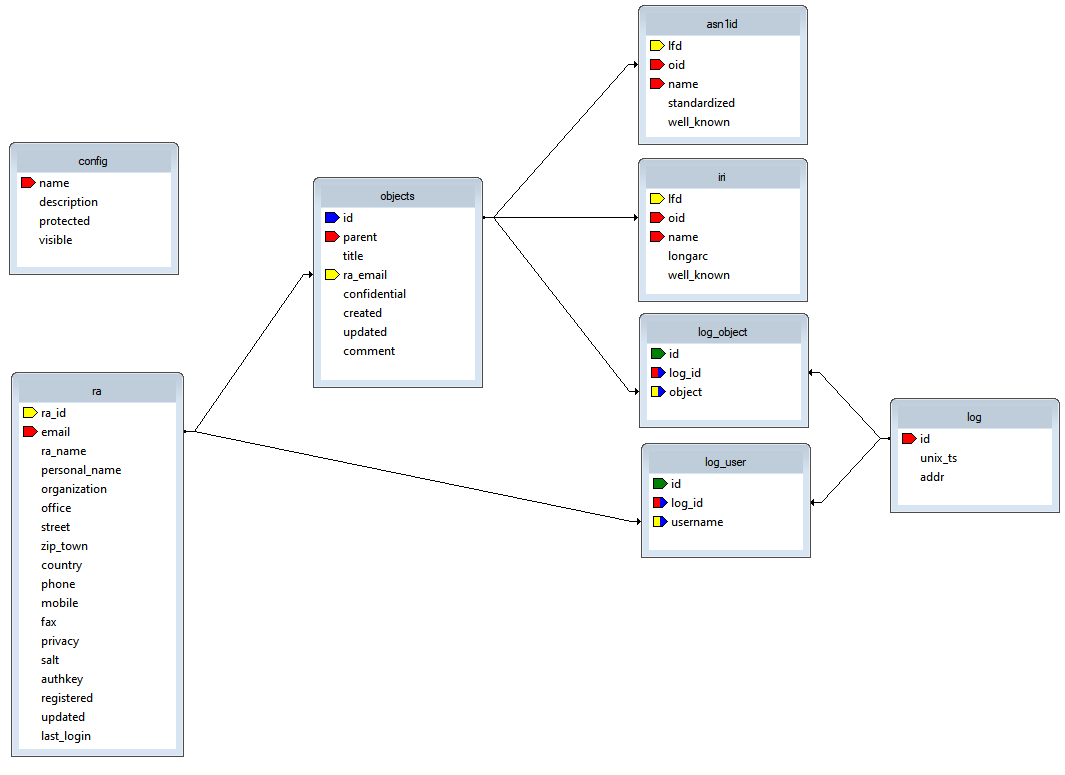 config
name
description
protected
visible
ra
ra_id
email
ra_name
personal_name
organization
office
street
zip_town
country
phone
mobile
fax
privacy
salt
authkey
registered
updated
last_login
objects
id
parent
title
ra_email
confidential
created
updated
comment
asn1id
lfd
oid
name
standardized
well_known
iri
lfd
oid
name
longarc
well_known
log_object
id
log_id
object
log_user
id
log_id
username
log
id
unix_ts
addr